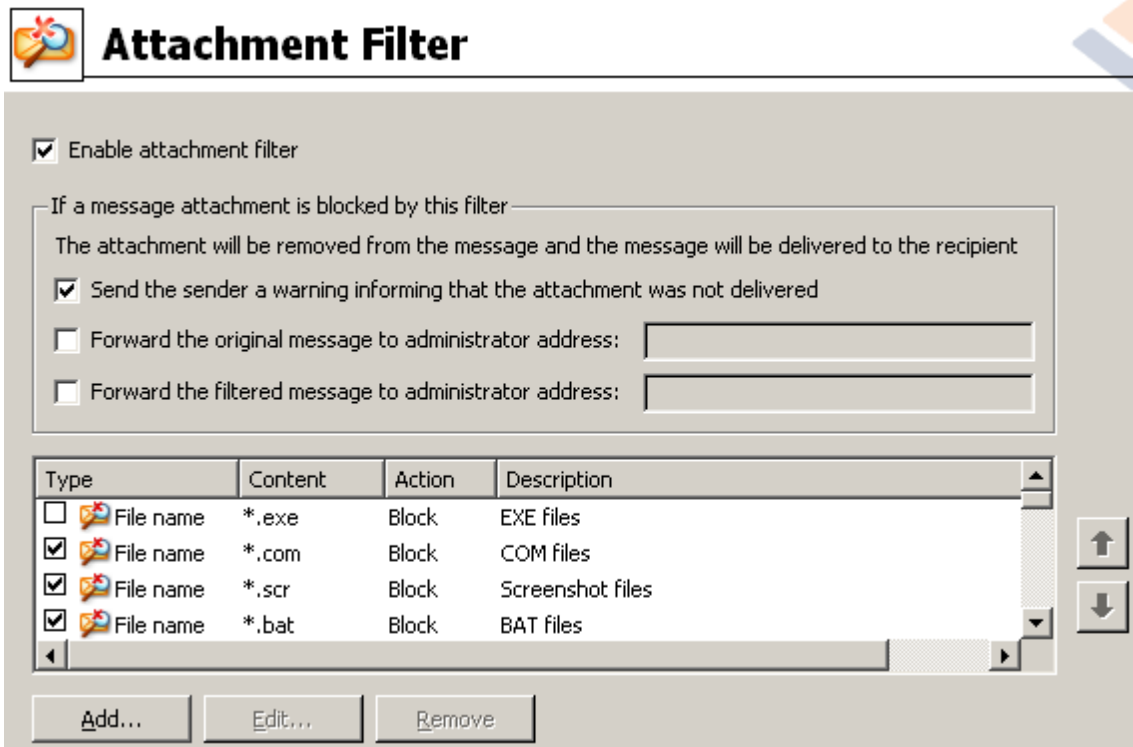 Attachment Filter
Enable attachment filter
If a message attachment is blocked by this filter
The attachment will be removed from the message and the message will be delivered to the recipient
Send the sender a warning informing that the attachment was not delivered
Forward the original message to administrator address:
Forward the filtered message to administrator address:
Type Content Action Description
File name *.exe Block EXE files
File name *.com Block COM files
File name *.scr Block Screenshot files
File name *.bat Block BAT files
Add... Edit... Remove